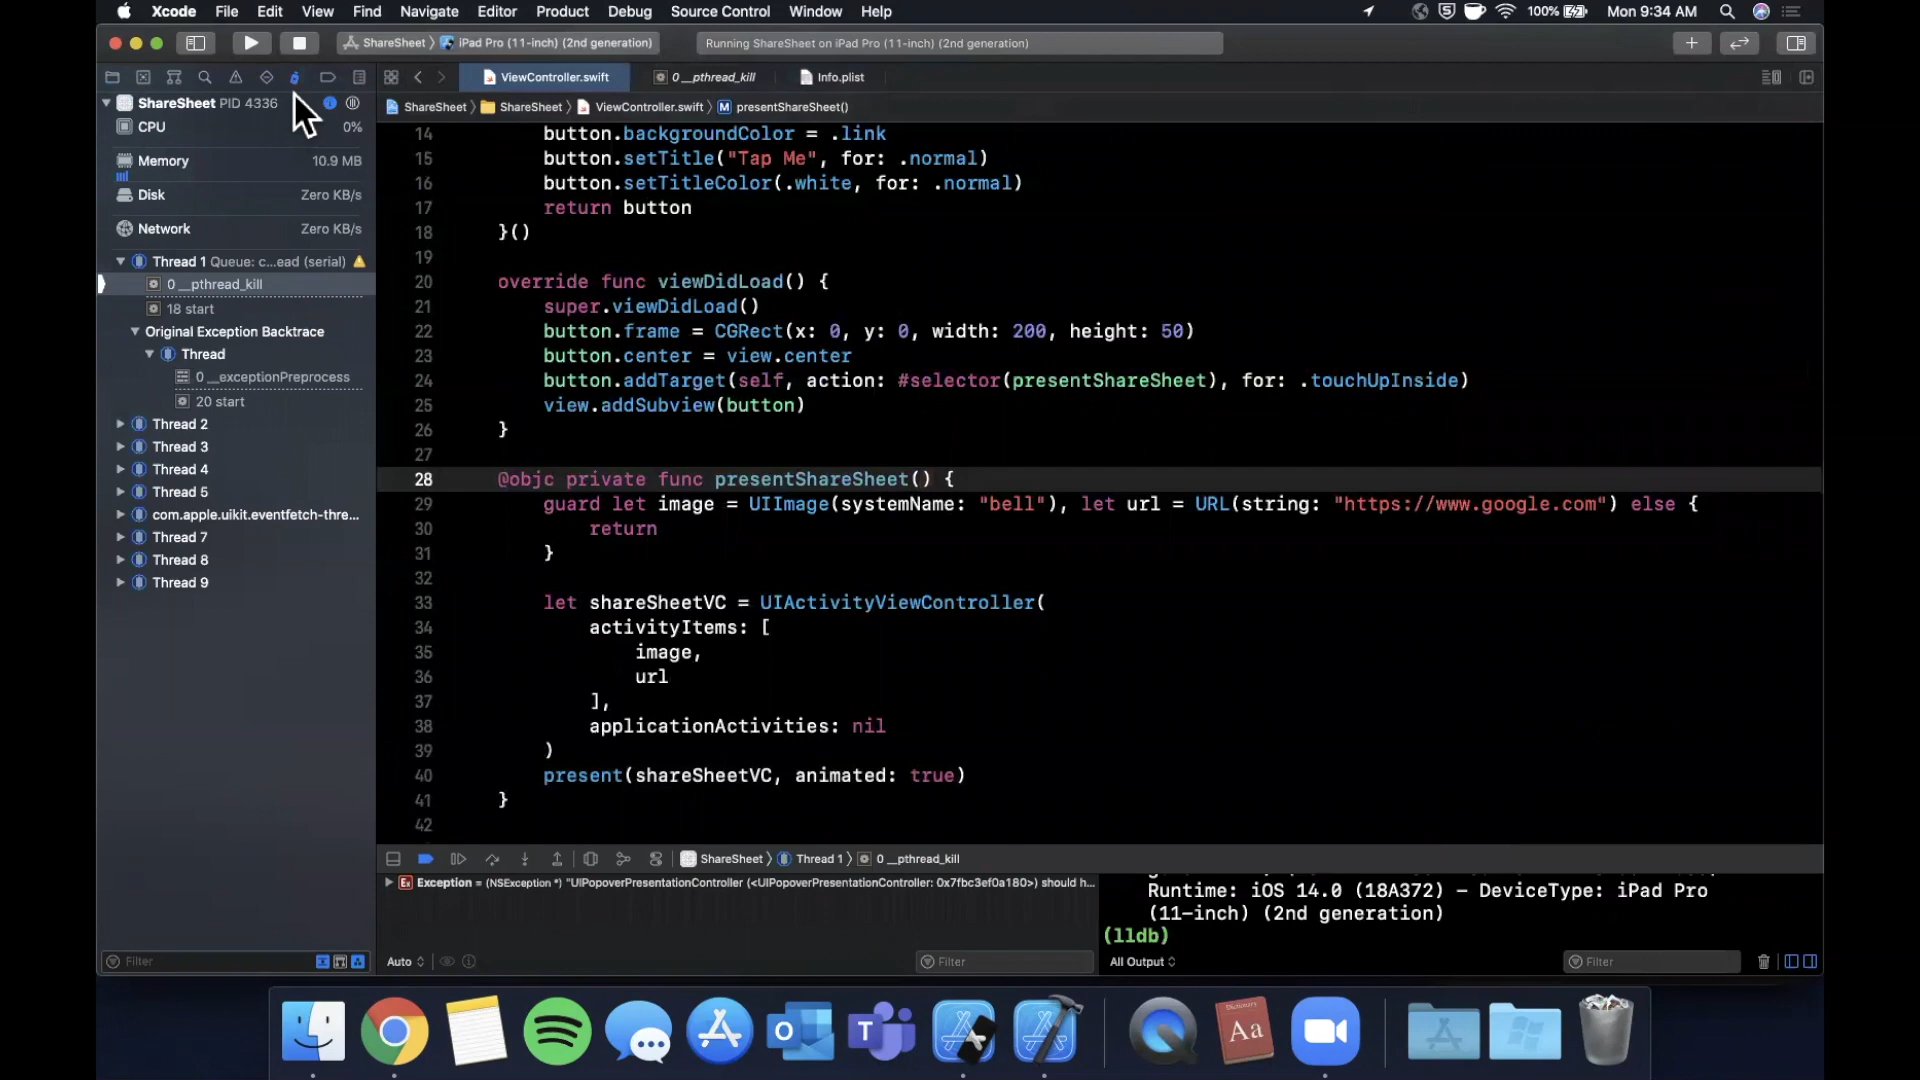 Xcode File Edit View Find Navigate Editor Product Debug Source Control Window Help
100% Mon 9:34 AM
ShareSheet iPad Pro (11-inch) (2nd generation)
Running ShareSheet on iPad Pro (11-inch) (2nd generation)
ViewController.swift 0 __pthread_kill Info.plist
ShareSheet ShareSheet ViewController.swift M presentShareSheet()
ShareSheet PID 4336
CPU 0%
Memory 10.9 MB
Disk Zero KB/s
Network Zero KB/s
Thread 1 Queue: c...ead (serial)
0 __pthread_kill
18 start
Original Exception Backtrace
Thread
0 __exceptionPreprocess
20 start
Thread 2
Thread 3
Thread 4
Thread 5
com.apple.uikit.eventfetch-thre...
Thread 7
Thread 8
Thread 9
Filter
14 button.backgroundColor = .link
15 button.setTitle("Tap Me", for: .normal)
16 button.setTitleColor(.white, for: .normal)
17 return button
18 }()
19
20 override func viewDidLoad() {
21 super.viewDidLoad()
22 button.frame = CGRect(x: 0, y: 0, width: 200, height: 50)
23 button.center = view.center
24 button.addTarget(self, action: #selector(presentShareSheet), for: .touchUpInside)
25 view.addSubview(button)
26 }
27
28 @objc private func presentShareSheet() {
29 guard let image = UIImage(systemName: "bell"), let url = URL(string: "https://www.google.com") else {
30 return
31 }
32
33 let shareSheetVC = UIActivityViewController(
34 activityItems: [
35 image,
36 url
37 ],
38 applicationActivities: nil
39 )
40 present(shareSheetVC, animated: true)
41 }
42
ShareSheet Thread 1 0 __pthread_kill
Ex Exception = (NSException *) "UIPopoverPresentationController (<UIPopoverPresentationController: 0x7fbc3ef0a180>) should h...
Auto Filter
Runtime: iOS 14.0 (18A372) - DeviceType: iPad Pro
(11-inch) (2nd generation)
(lldb)
All Output Filter
Aa